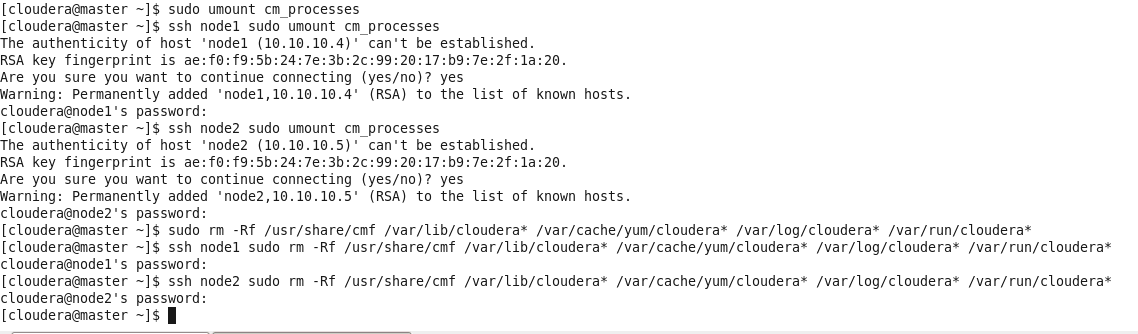 [cloudera@master ~]$ sudo umount cm_processes
[cloudera@master ~]$ ssh node1 sudo umount cm_processes
The authenticity of host 'node1 (10.10.10.4)' can't be established.
RSA key fingerprint is ae:f0:f9:5b:24:7e:3b:2c:99:20:17:b9:7e:2f:1a:20.
Are you sure you want to continue connecting (yes/no)? yes
Warning: Permanently added 'node1,10.10.10.4' (RSA) to the list of known hosts.
cloudera@node1's password:
[cloudera@master ~]$ ssh node2 sudo umount cm_processes
The authenticity of host 'node2 (10.10.10.5)' can't be established.
RSA key fingerprint is ae:f0:f9:5b:24:7e:3b:2c:99:20:17:b9:7e:2f:1a:20.
Are you sure you want to continue connecting (yes/no)? yes
Warning: Permanently added 'node2,10.10.10.5' (RSA) to the list of known hosts.
cloudera@node2's password:
[cloudera@master ~]$ sudo rm -Rf /usr/share/cmf /var/lib/cloudera* /var/cache/yum/cloudera* /var/log/cloudera* /var/run/cloudera*
[cloudera@master ~]$ ssh node1 sudo rm -Rf /usr/share/cmf /var/lib/cloudera* /var/cache/yum/cloudera* /var/log/cloudera* /var/run/cloudera*
cloudera@node1's password:
[cloudera@master ~]$ ssh node2 sudo rm -Rf /usr/share/cmf /var/lib/cloudera* /var/cache/yum/cloudera* /var/log/cloudera* /var/run/cloudera*
cloudera@node2's password:
[cloudera@master ~]$